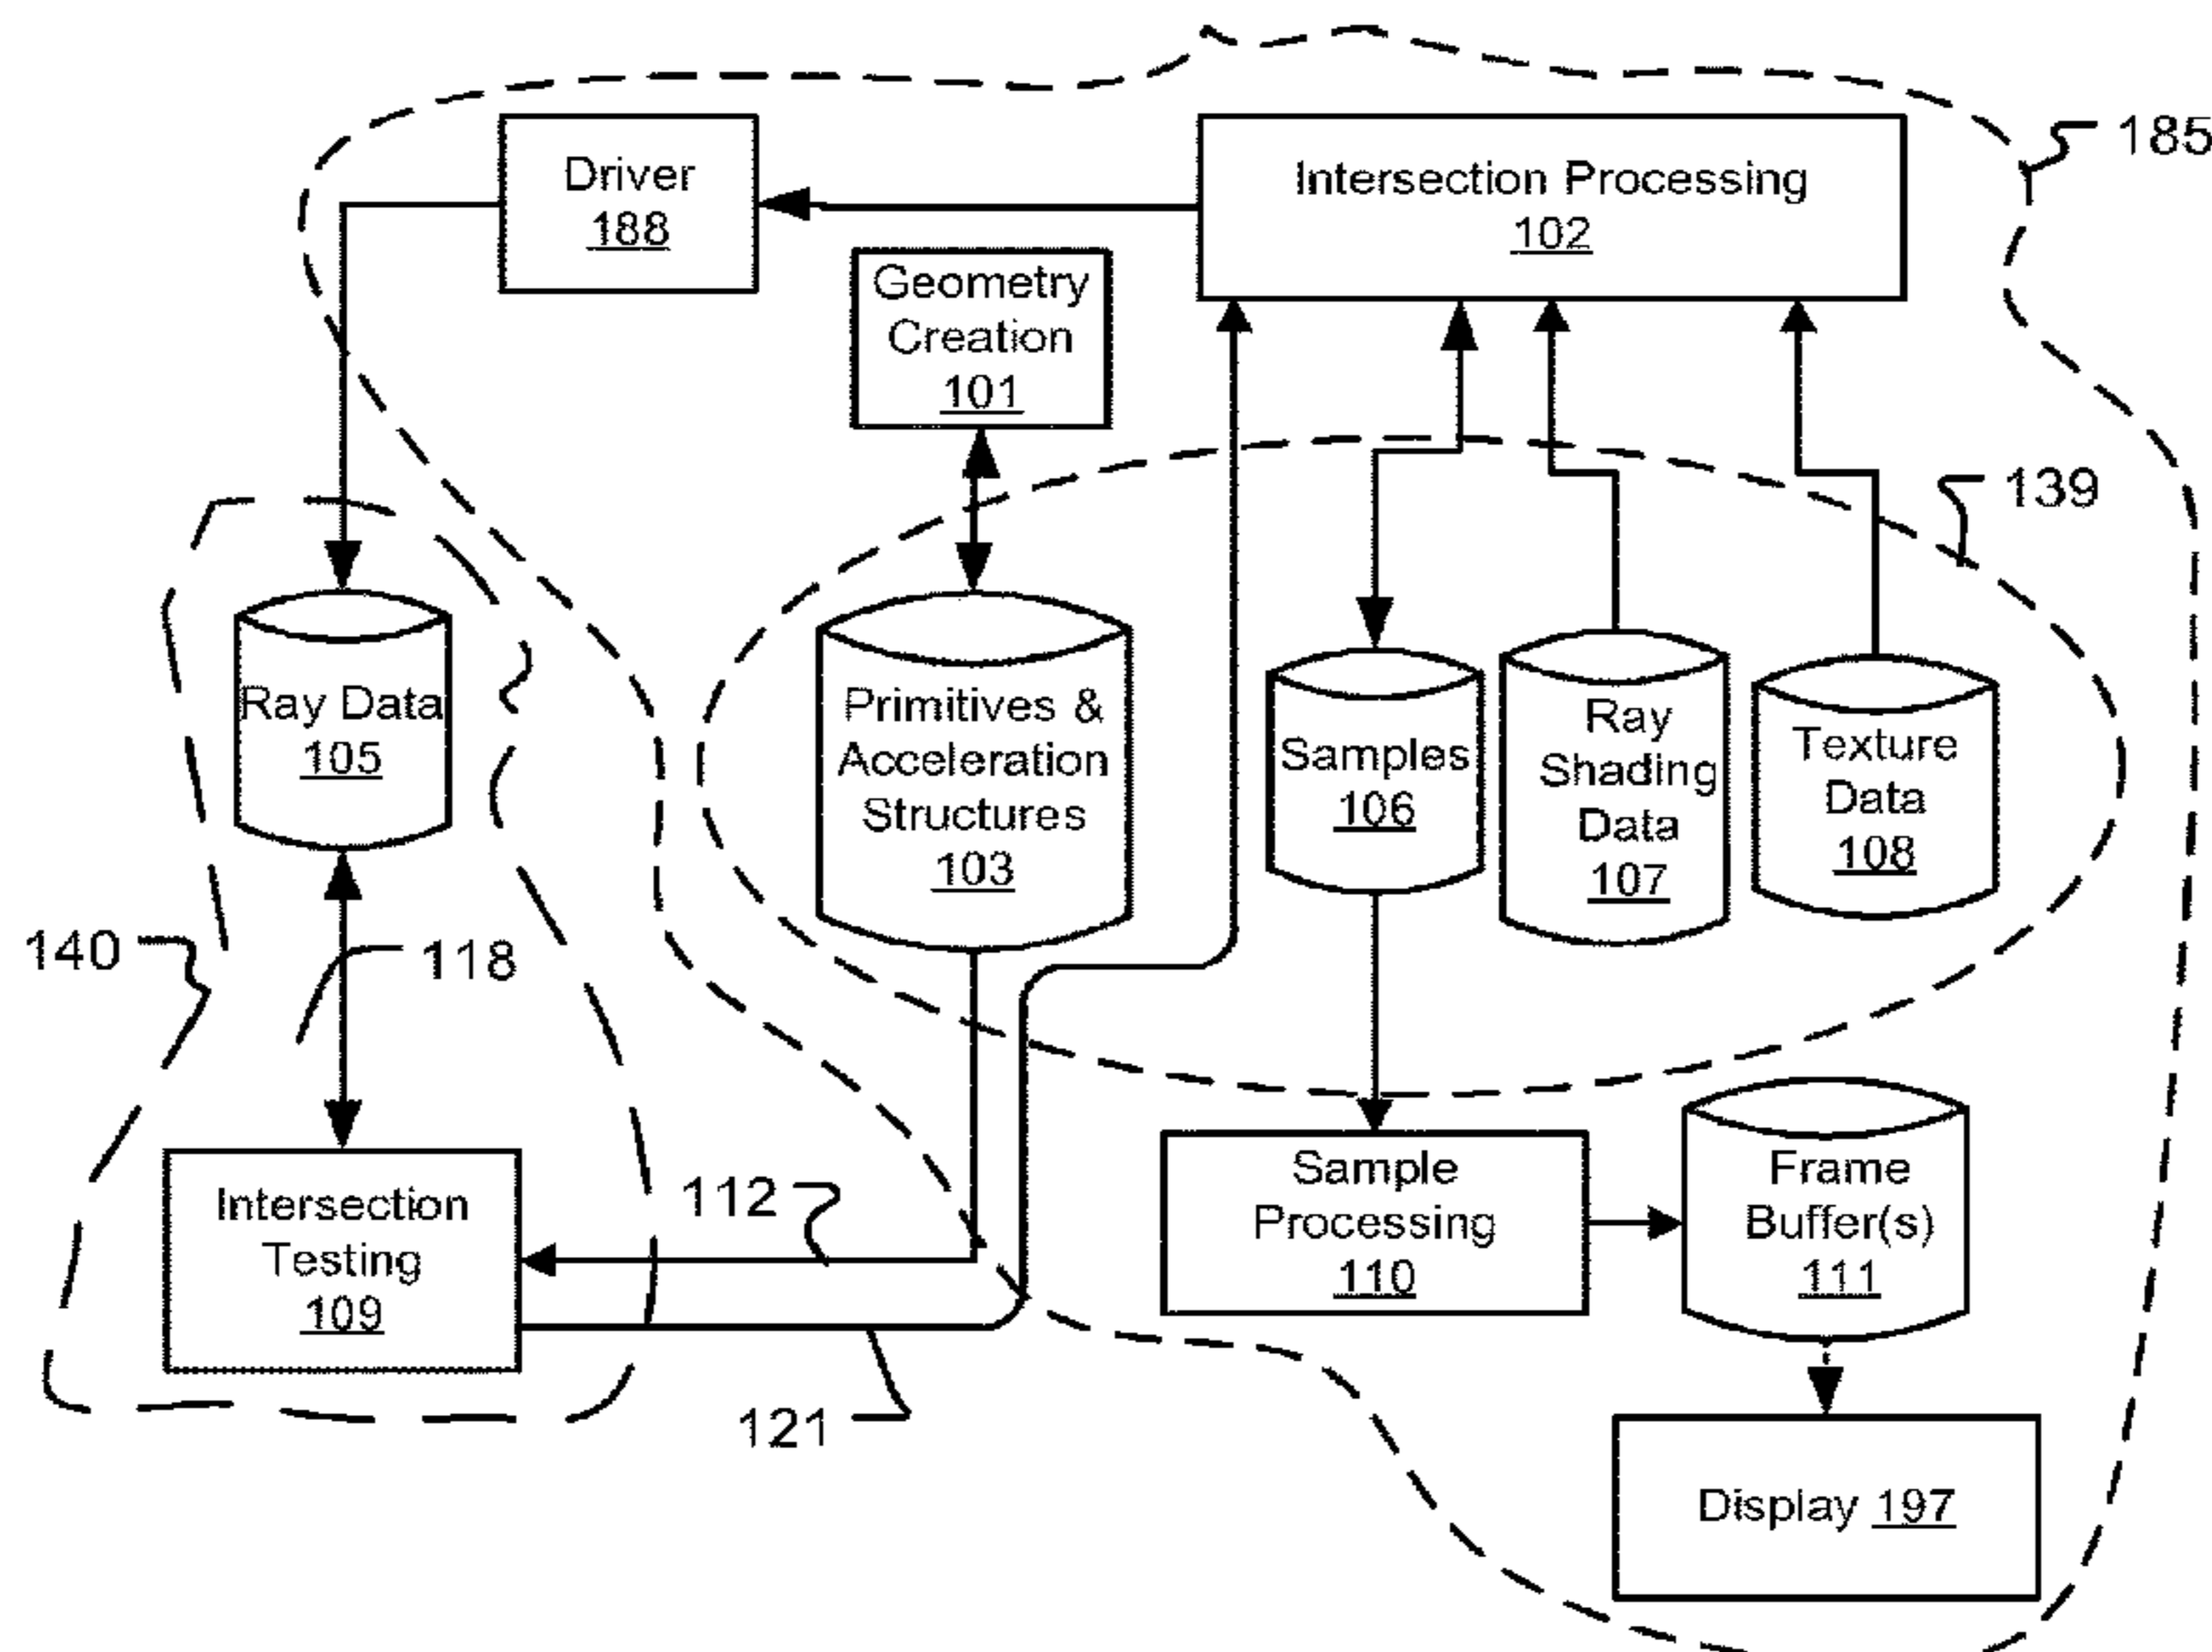 185
Driver
188
Intersection Processing
102
Geometry
Creation
101
139
Ray Data
105
Primitives &
Acceleration
Structures
103
Samples
106
Ray
Shading
Data
107
Texture
Data
108
140
118
Intersection
Testing
109
112
121
Sample
Processing
110
Frame
Buffer(s)
111
Display 197